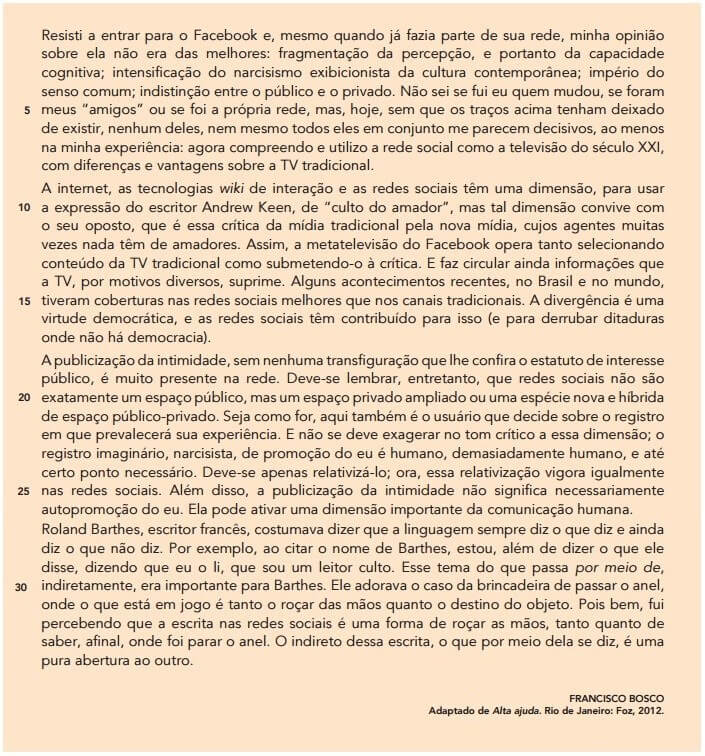 Resisti a entrar para o Facebook e, mesmo quando já fazia parte de sua rede, minha opinião
sobre ela não era das melhores: fragmentação da percepção, e portanto da capacidade
cognitiva; intensificação do narcisismo exibicionista da cultura contemporânea; império do
senso comum; indistinção entre o público e o privado. Não sei se fui eu quem mudou, se foram
5 meus “amigos” ou se foi a própria rede, mas, hoje, sem que os traços acima tenham deixado
de existir, nenhum deles, nem mesmo todos eles em conjunto me parecem decisivos, ao menos
na minha experiência: agora compreendo e utilizo a rede social como a televisão do século XXI,
com diferenças e vantagens sobre a TV tradicional.
A internet, as tecnologias wiki de interação e as redes sociais têm uma dimensão, para usar
10 a expressão do escritor Andrew Keen, de “culto do amador”, mas tal dimensão convive com
o seu oposto, que é essa crítica da mídia tradicional pela nova mídia, cujos agentes muitas
vezes nada têm de amadores. Assim, a metatelevisão do Facebook opera tanto selecionando
conteúdo da TV tradicional como submetendo-o à crítica. E faz circular ainda informações que
a TV, por motivos diversos, suprime. Alguns acontecimentos recentes, no Brasil e no mundo,
15 tiveram coberturas nas redes sociais melhores que nos canais tradicionais. A divergência é uma
virtude democrática, e as redes sociais têm contribuído para isso (e para derrubar ditaduras
onde não há democracia).
A publicização da intimidade, sem nenhuma transfiguração que lhe confira o estatuto de interesse
público, é muito presente na rede. Deve-se lembrar, entretanto, que redes sociais não são
20 exatamente um espaço público, mas um espaço privado ampliado ou uma espécie nova e híbrida
de espaço público-privado. Seja como for, aqui também é o usuário que decide sobre o registro
em que prevalecerá sua experiência. E não se deve exagerar no tom crítico a essa dimensão; o
registro imaginário, narcisista, de promoção do eu é humano, demasiadamente humano, e até
certo ponto necessário. Deve-se apenas relativizá-lo; ora, essa relativização vigora igualmente
25 nas redes sociais. Além disso, a publicização da intimidade não significa necessariamente
autopromoção do eu. Ela pode ativar uma dimensão importante da comunicação humana.
Roland Barthes, escritor francês, costumava dizer que a linguagem sempre diz o que diz e ainda
diz o que não diz. Por exemplo, ao citar o nome de Barthes, estou, além de dizer o que ele
disse, dizendo que eu o li, que sou um leitor culto. Esse tema do que passa por meio de,
30 indiretamente, era importante para Barthes. Ele adorava o caso da brincadeira de passar o anel,
onde o que está em jogo é tanto o roçar das mãos quanto o destino do objeto. Pois bem, fui
percebendo que a escrita nas redes sociais é uma forma de roçar as mãos, tanto quanto de
saber, afinal, onde foi parar o anel. O indireto dessa escrita, o que por meio dela se diz, é uma
pura abertura ao outro.
FRANCISCO BOSCO
Adaptado de Alta ajuda. Rio de Janeiro: Foz, 2012.